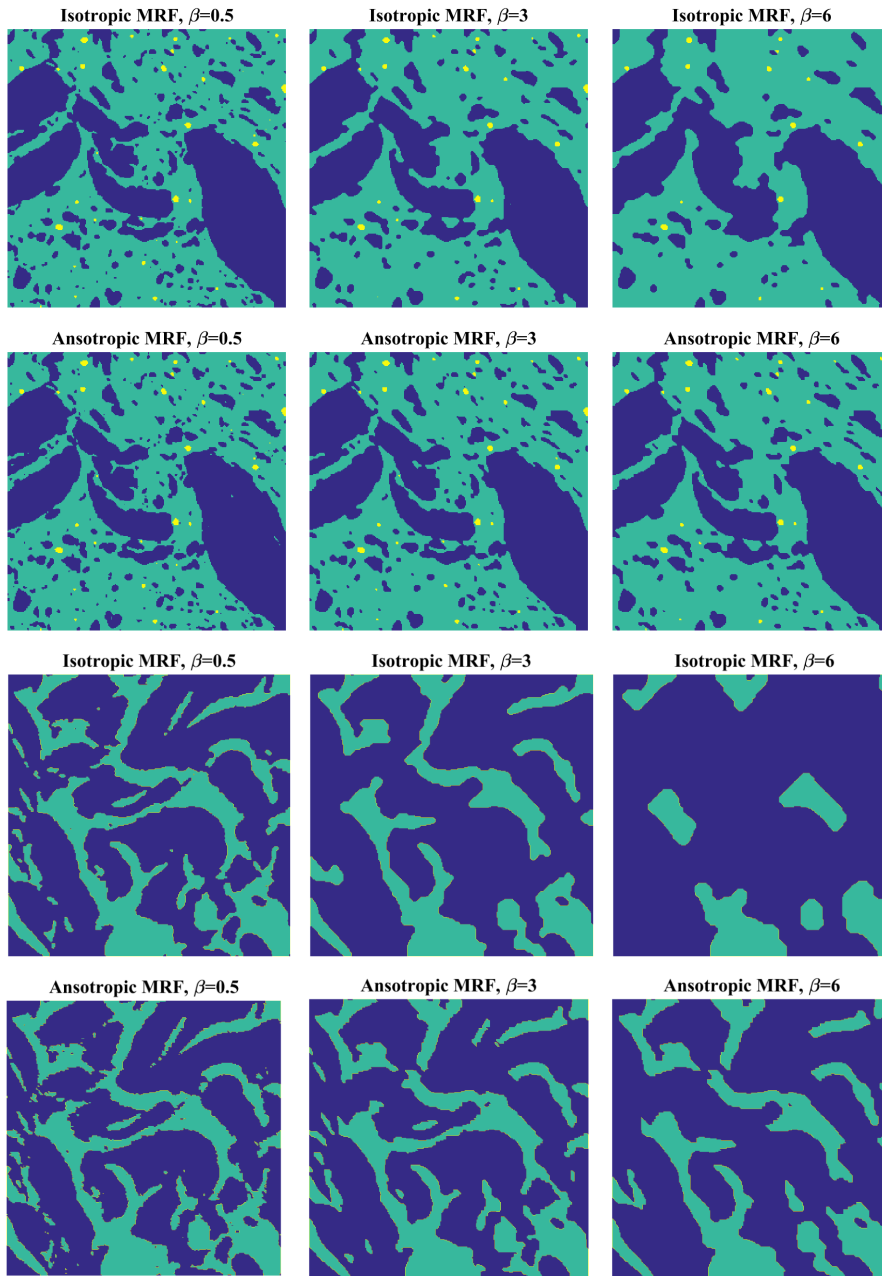 Isotropic MRF, β=0.5
Isotropic MRF, β=3
Isotropic MRF, β=6
Ansotropic MRF, β=0.5
Ansotropic MRF, β=3
Ansotropic MRF, β=6
Isotropic MRF, β=0.5
Isotropic MRF, β=3
Isotropic MRF, β=6
Ansotropic MRF, β=0.5
Ansotropic MRF, β=3
Ansotropic MRF, β=6